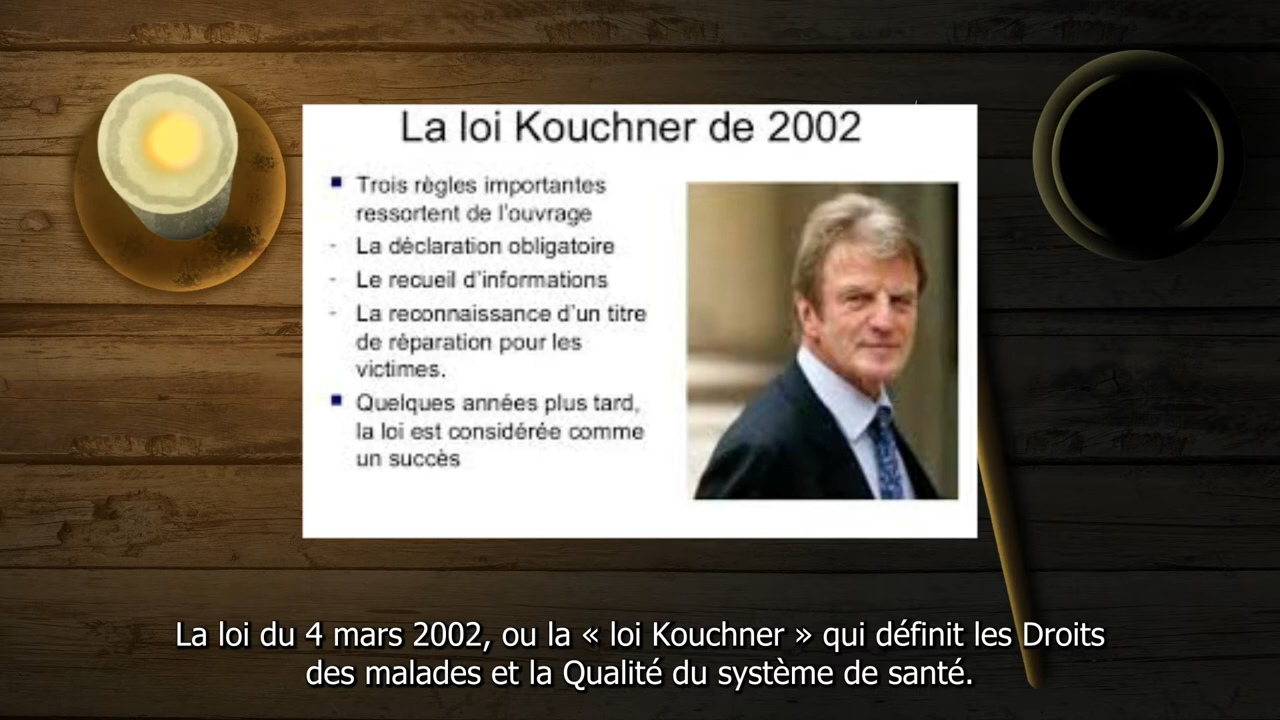 La loi Kouchner de 2002
Trois règles importantes
ressortent de l'ouvrage
- La déclaration obligatoire
- Le recueil d'informations
- La reconnaissance d'un titre
de réparation pour les
victimes.
Quelques années plus tard,
la loi est considérée comme
un succès
La loi du 4 mars 2002, ou la « loi Kouchner » qui définit les Droits
des malades et la Qualité du système de santé.